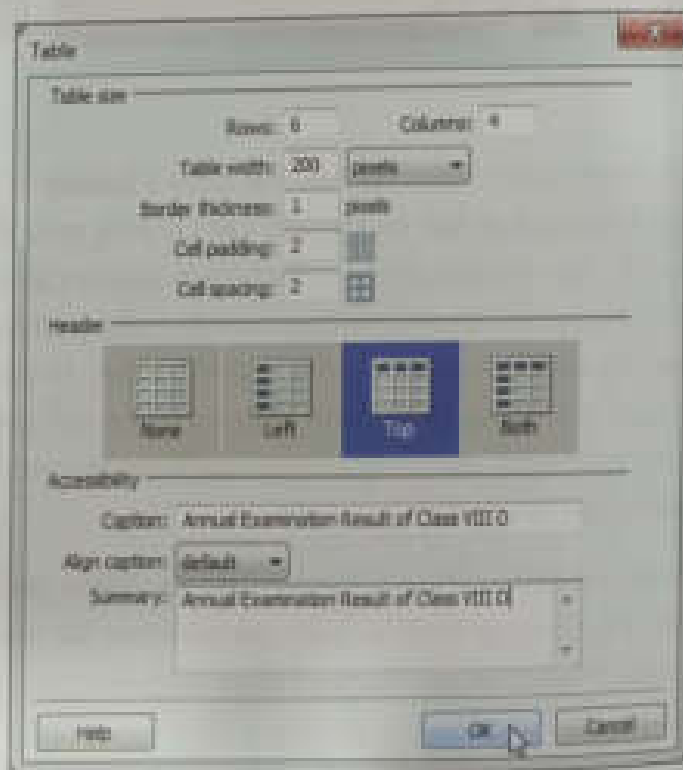 Table
Table size
Rows: 6 Columns: 4
Table width: 200 pixels
Border thickness: 1 pixels
Cell padding: 2
Cell spacing: 2
Header
None Left Top Both
Accessibility
Caption: Annual Examination Result of Class VIII D
Align caption: default
Summary: Annual Examination Result of Class VIII D
Help OK Cancel